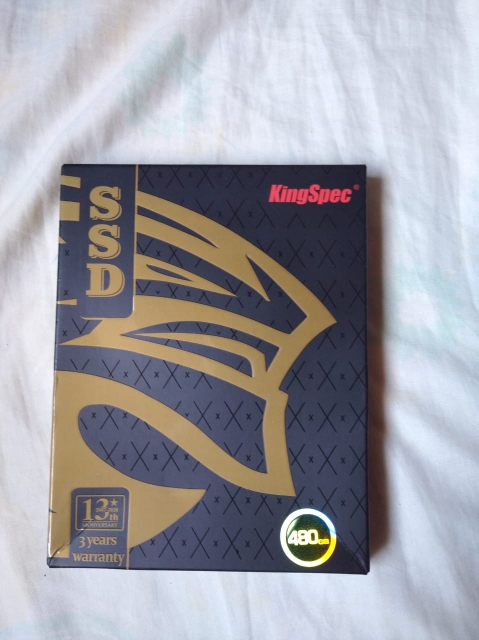 KingSpec®
SSD
13th
ANNIVERSARY
3 years
warranty
480GB